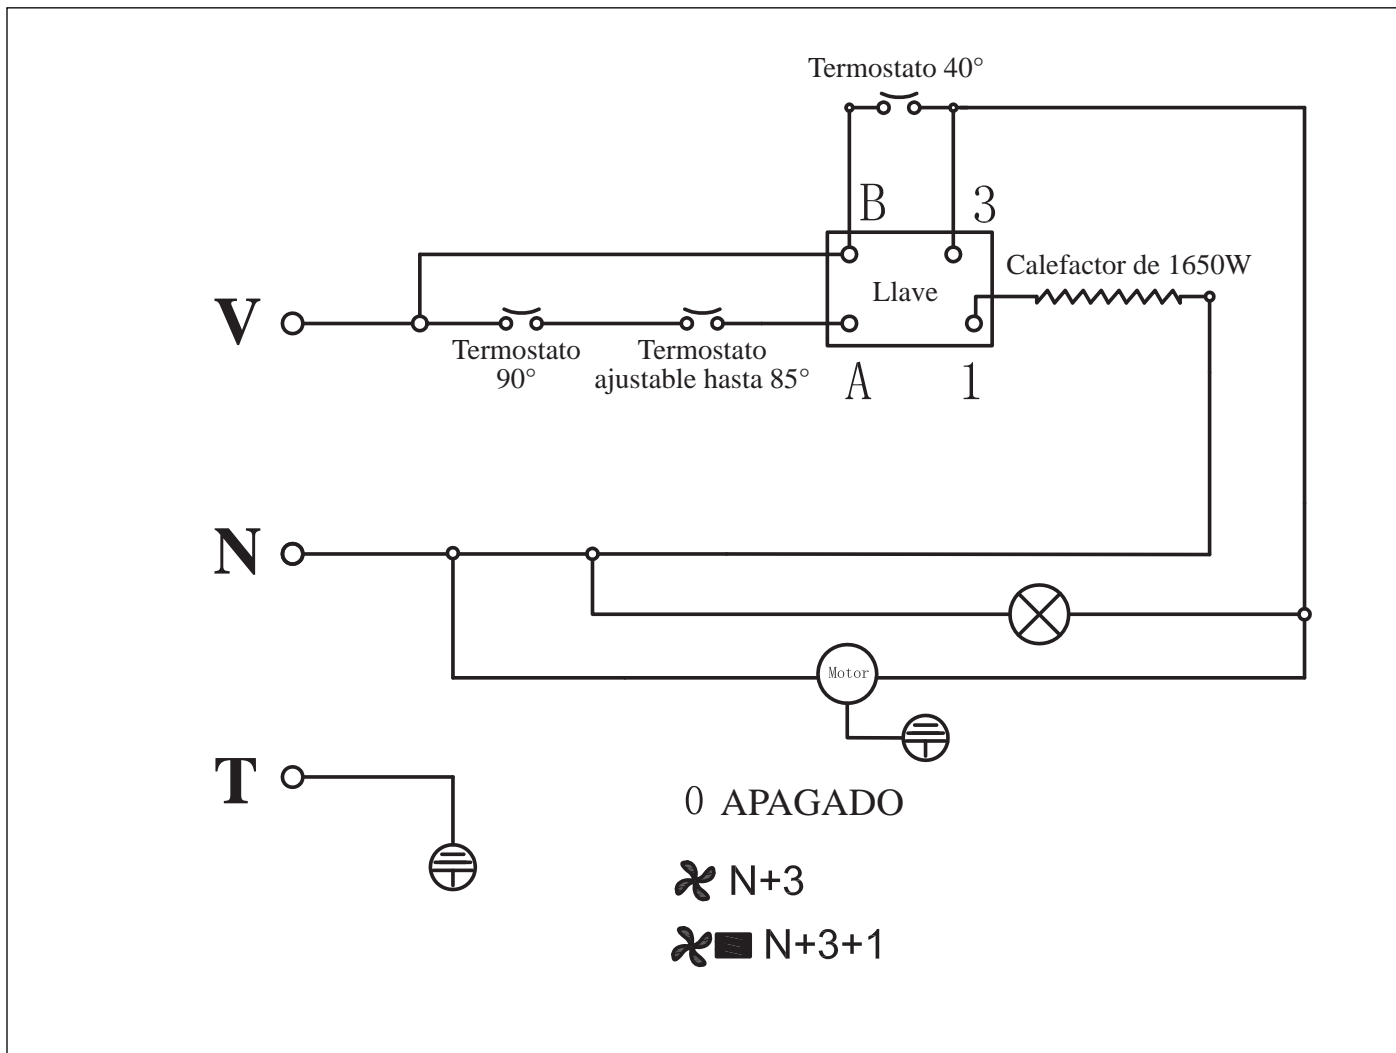 Termostato 40°
B
3
Calefactor de 1650W
Llave
V
Termostato
90°
Termostato
ajustable hasta 85°
A
1
N
Motor
T
0 APAGADO
N+3
N+3+1